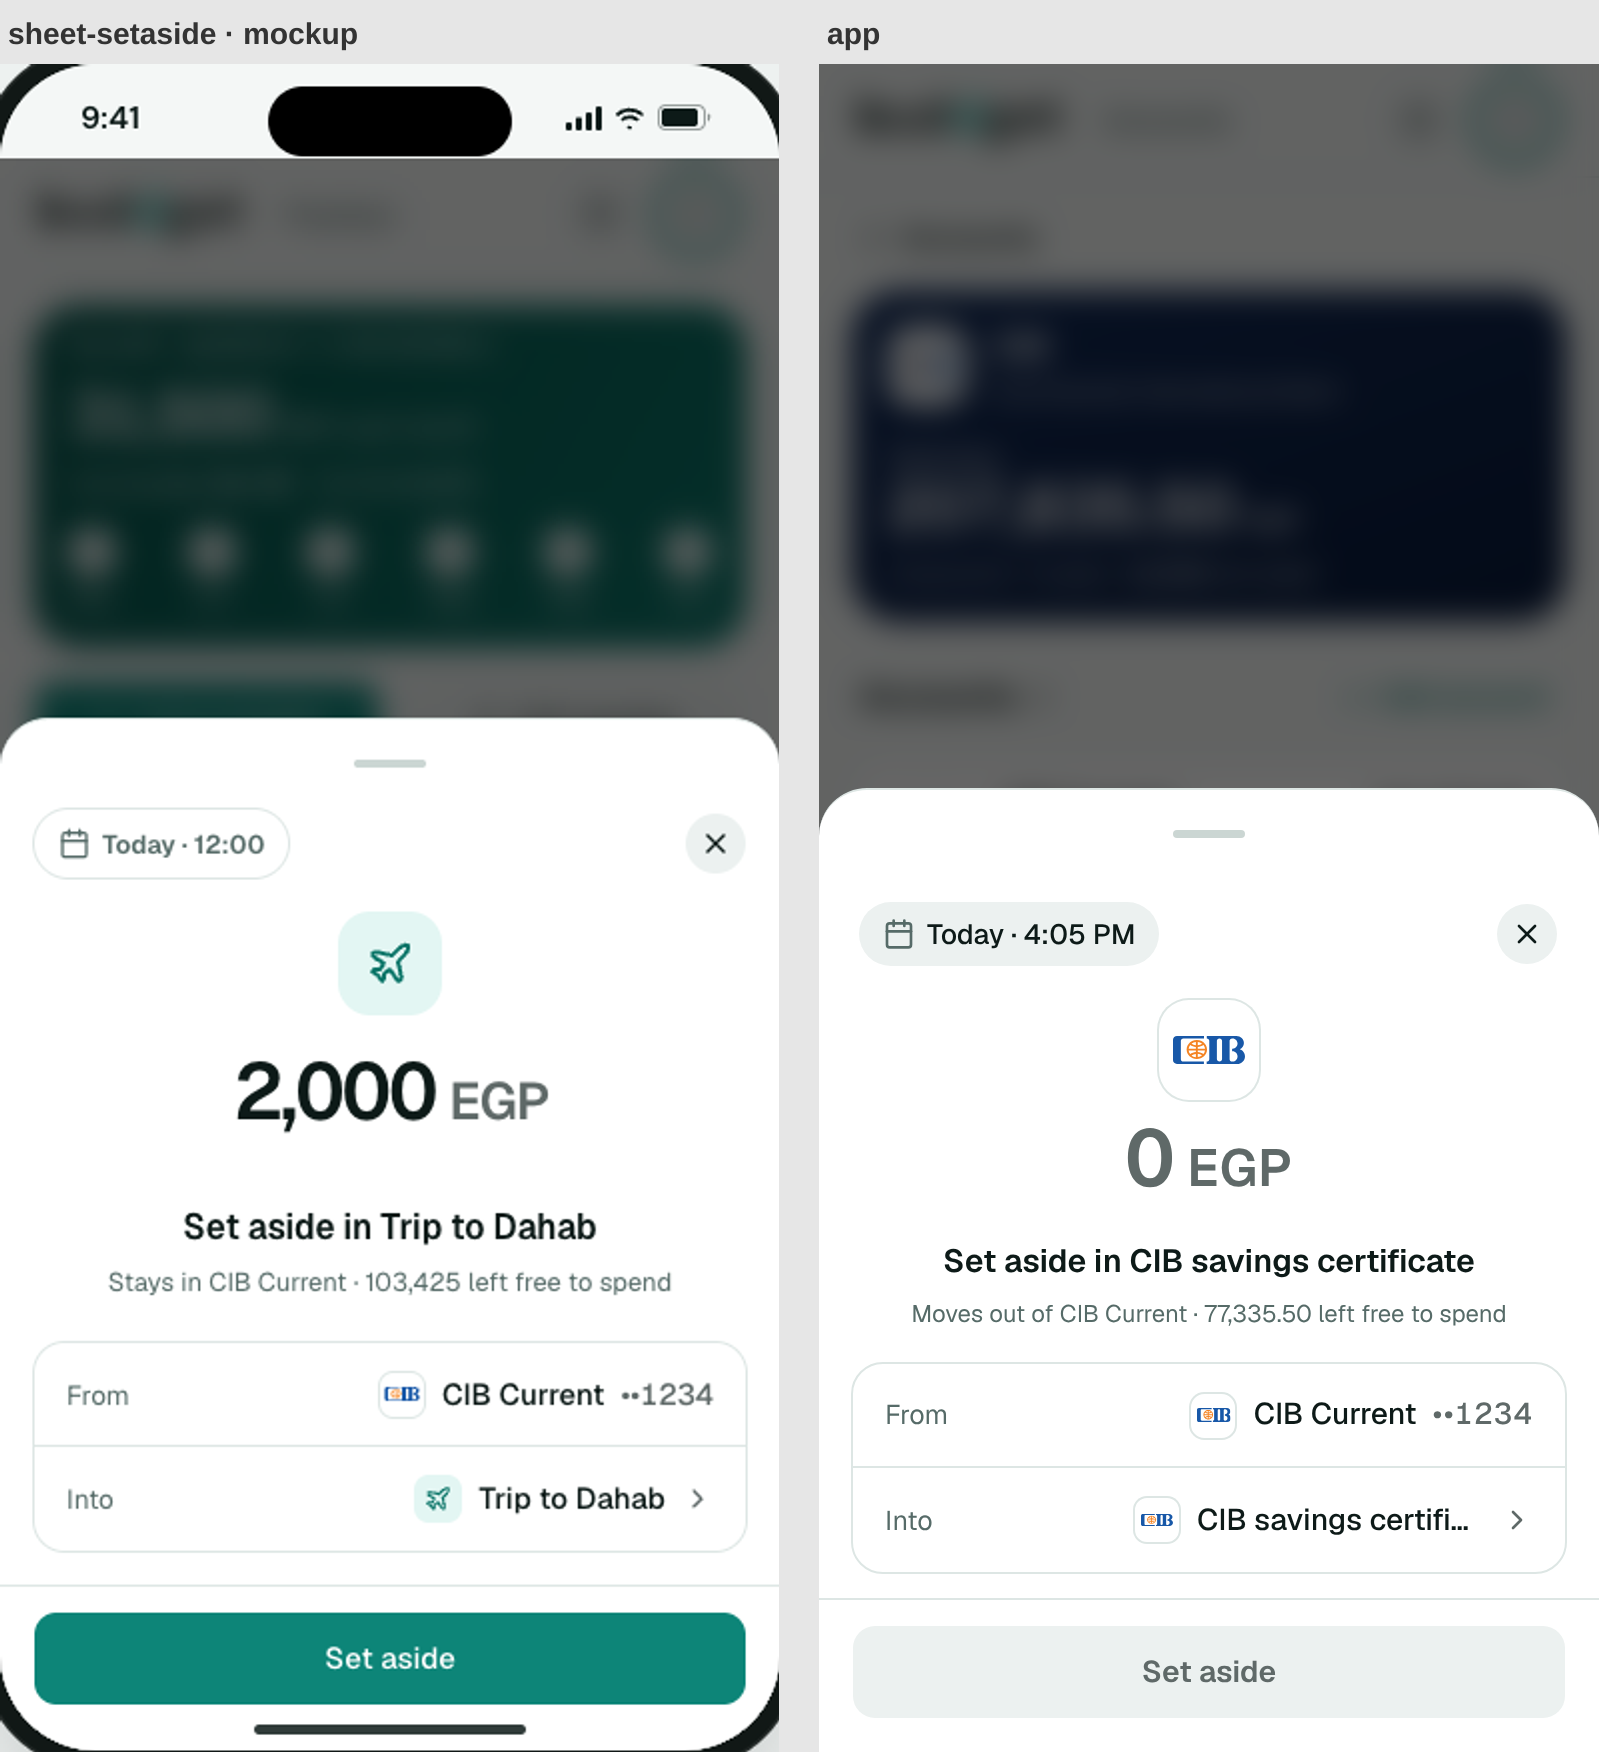 sheet-setaside · mockup
9:41
Today · 12:00
2,000 EGP
Set aside in Trip to Dahab
Stays in CIB Current · 103,425 left free to spend
From
CIB
CIB Current ••1234
Into
Trip to Dahab
Set aside
app
Today · 4:05 PM
CIB
0 EGP
Set aside in CIB savings certificate
Moves out of CIB Current · 77,335.50 left free to spend
From
CIB
CIB Current ••1234
Into
CIB
CIB savings certifi...
Set aside